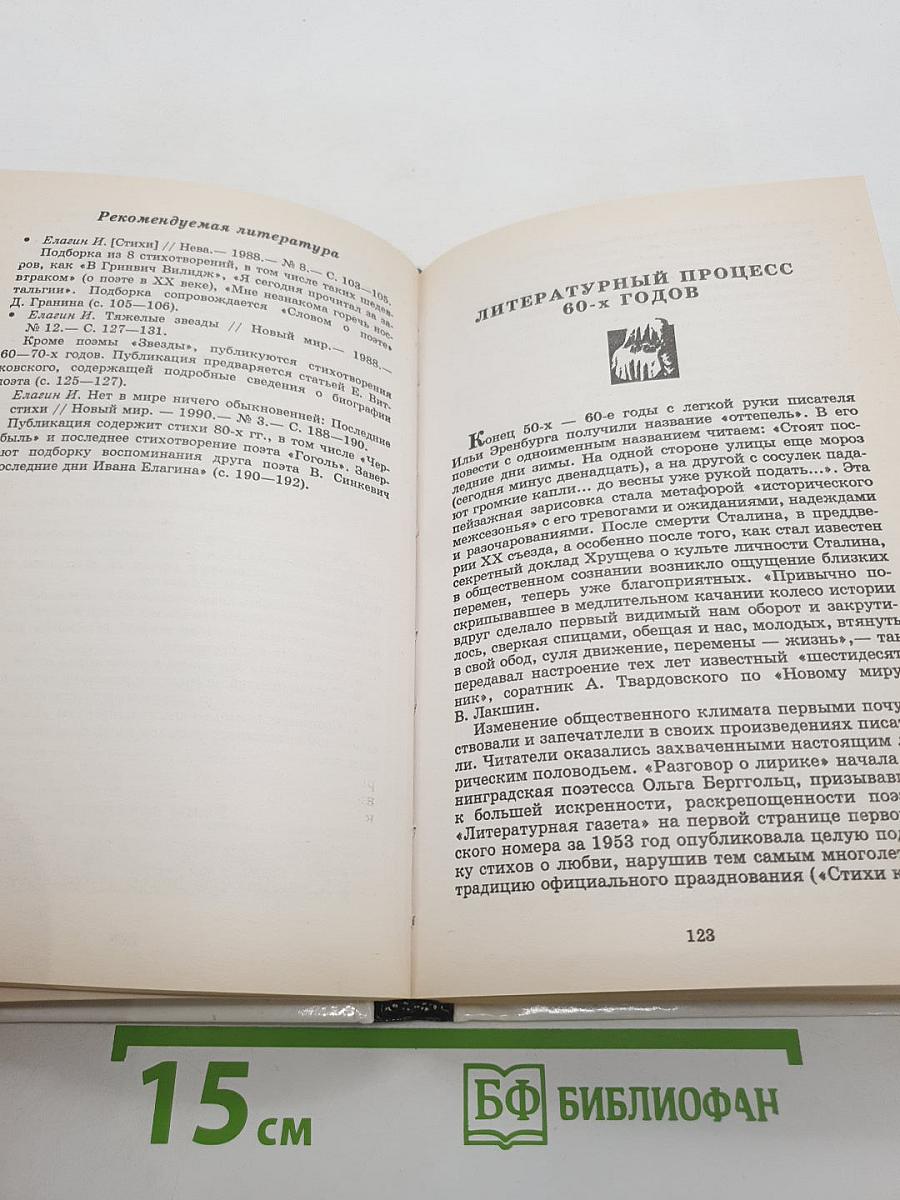 Рекомендуемая литература
• Елагин И. [Стихи] // Нева.— 1988.— № 8.— С. 103—105.
Подборка из 8 стихотворений, в том числе таких шедев-
ров, как «В Гринвич Вилидж», «Я сегодня прочитал за за-
втраком» (о поэте в XX веке), «Мне незнакома горечь нос-
тальгии». Подборка сопровождается «Словом о поэте»
Д. Гранина (с. 105—106).
• Елагин И. Тяжелые звезды // Новый мир.— 1988.—
№ 12.— С. 127—131.
Кроме поэмы «Звезды», публикуются стихотворения
60—70-х годов. Публикация предваряется статьей Е. Вит-
ковского, содержащей подробные сведения о биографии
поэта (с. 125—127).
Елагин И. Нет в мире ничего обыкновенней: Последние
стихи // Новый мир. — 1990.— № 3.— С. 188—190.
Публикация содержит стихи 80-х гг., в том числе «Чер-
быль» и последнее стихотворение поэта «Гоголь». Завер-
ают подборку воспоминания друга поэта В. Синкевич
оследние дни Ивана Елагина» (с. 190—192).
ЛИТЕРАТУРНЫЙ ПРОЦЕСС
60-х ГОДОВ
Конец 50-х — 60-е годы с легкой руки писателя
Ильи Эренбурга получили название «оттепель». В его
повести с одноименным названием читаем: «Стоят пос-
ледние дни зимы. На одной стороне улицы еще мороз
(сегодня минус двенадцать), а на другой с сосулек пада-
ют громкие капли... до весны уже рукой подать...». Эта
пейзажная зарисовка стала метафорой «исторического
межсезонья» с его тревогами и ожиданиями, надеждами
и разочарованиями. После смерти Сталина, в преддве-
рии XX съезда, а особенно после того, как стал известен
секретный доклад Хрущева о культе личности Сталина,
в общественном сознании возникло ощущение близких
перемен, теперь уже благоприятных. «Привычно по-
скрипывавшее в медлительном качании колесо истории
вдруг сделало первый видимый нам оборот и закрути-
лось, сверкая спицами, обещая и нас, молодых, втянуть
в свой обод, суля движение, перемены — жизнь»,— так
передавал настроение тех лет известный «шестидесят
ник», соратник А. Твардовского по «Новому миру
В. Лакшин.
Изменение общественного климата первыми почу
ствовали и запечатлели в своих произведениях писат
ли. Читатели оказались захваченными настоящим л
рическим половодьем. «Разговор о лирике» начала
нинградская поэтесса Ольга Берггольц, призывавш
к большей искренности, раскрепощенности поэз
«Литературная газета» на первой странице первом
ского номера за 1953 год опубликовала целую под
ку стихов о любви, нарушив тем самым многолет
традицию официального празднования («Стихи к
123
15 см
БФ БИБЛИОФАН